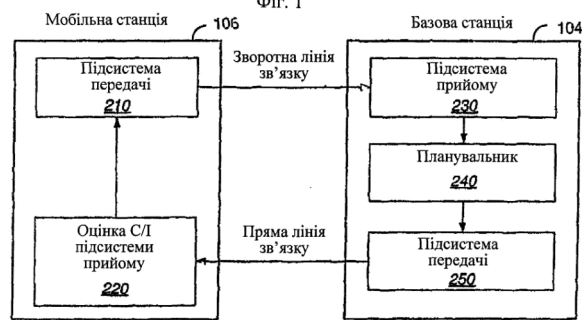 Фіг. 1
Мобільна станція
106
Базова станція
104
Підсистема
передачі
210
Зворотна лінія
зв’язку
Підсистема
прийому
230
Планувальник
240
Оцінка С/І
підсистеми
прийому
220
Пряма лінія
зв’язку
Підсистема
передачі
250